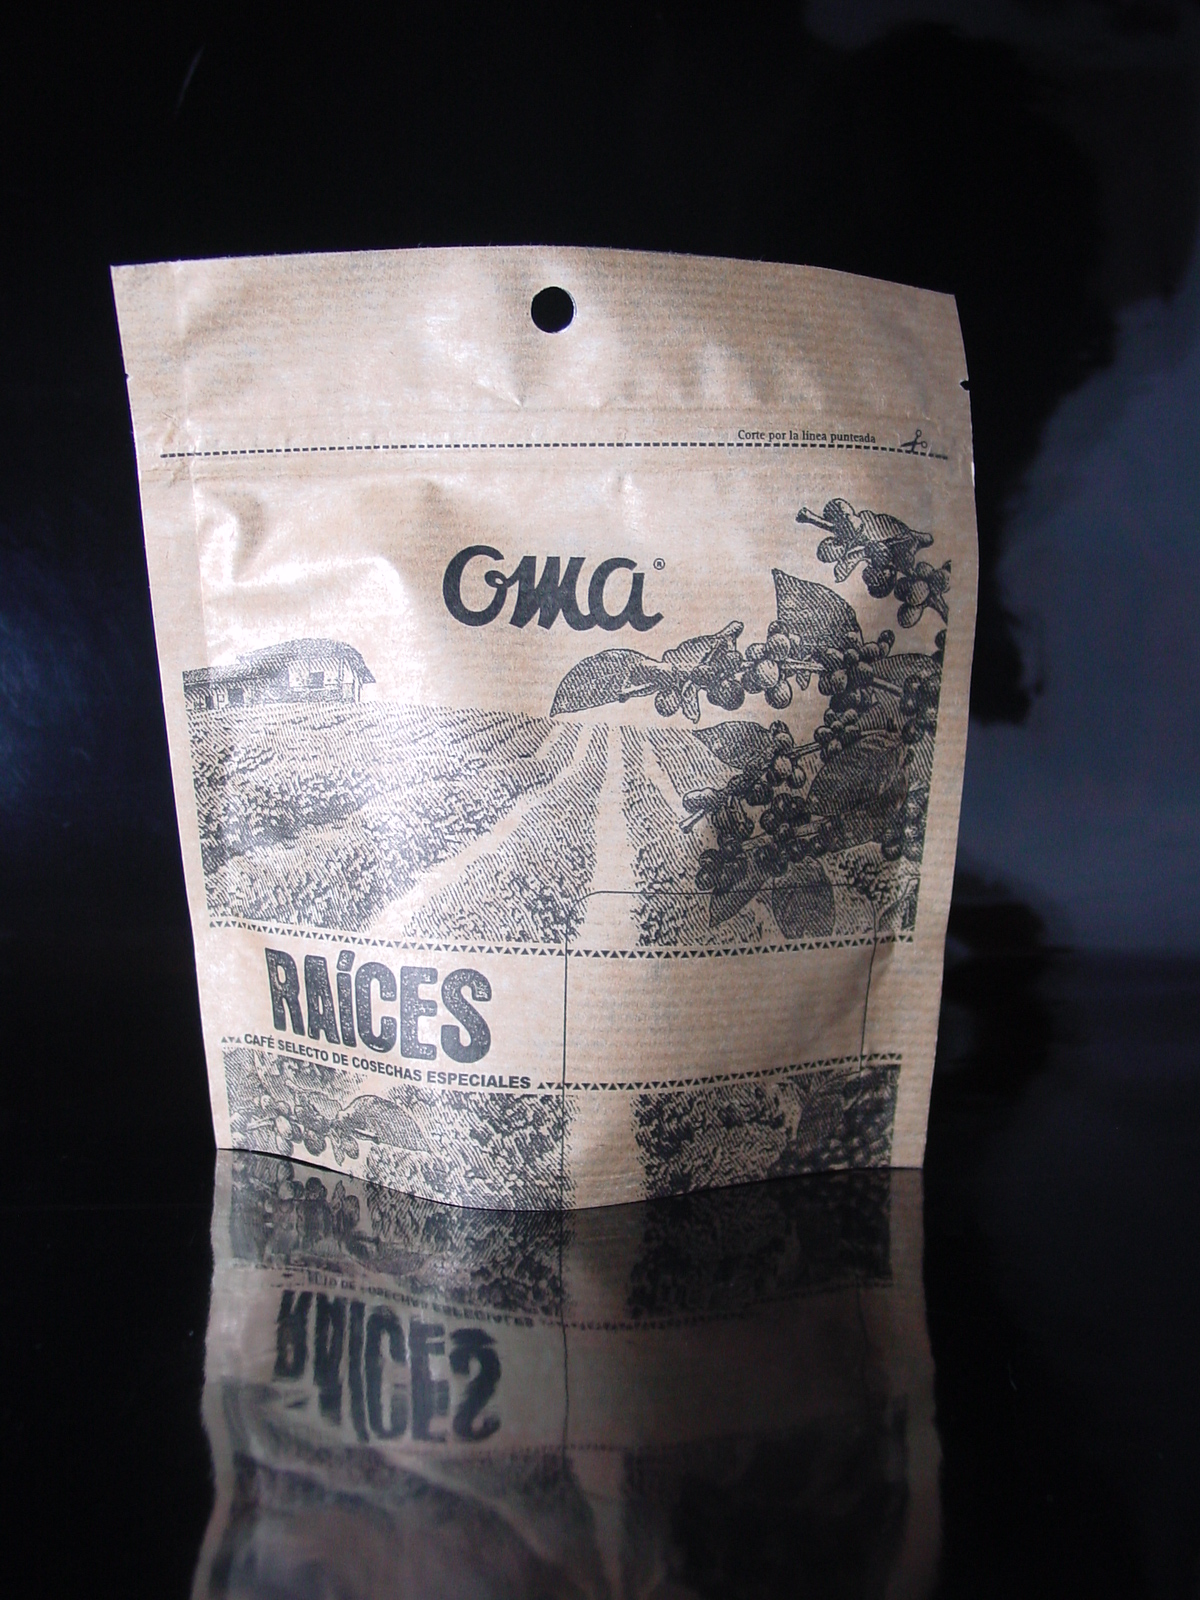 Corte por la línea punteada
oma®
RAÍCES
CAFÉ SELECTO DE COSECHAS ESPECIALES